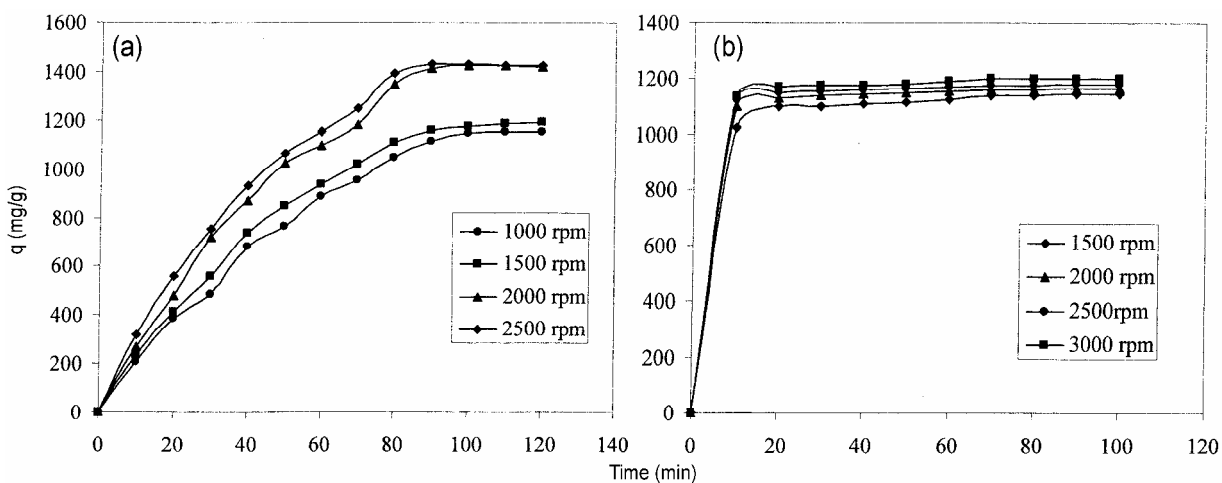 (a)
1600
1400
1200
1000
800
600
400
200
0
q (mg/g)
1000 rpm
1500 rpm
2000 rpm
2500 rpm
0 20 40 60 80 100 120 140
(b)
1400
1200
1000
800
600
400
200
0
1500 rpm
2000 rpm
2500rpm
3000 rpm
0 20 40 60 80 100 120
Time (min)